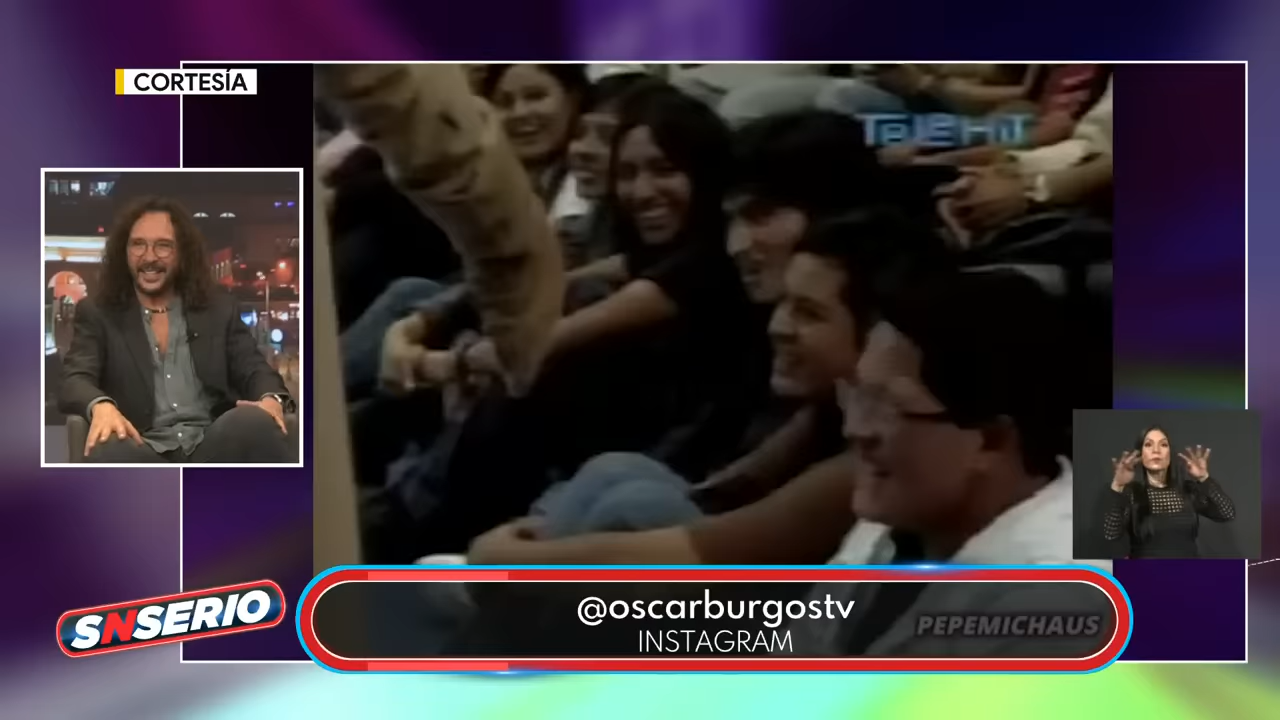 CORTESÍA
TELEHIT
SNSERIO
@oscarburgostv
INSTAGRAM
PEPEMICHAUS